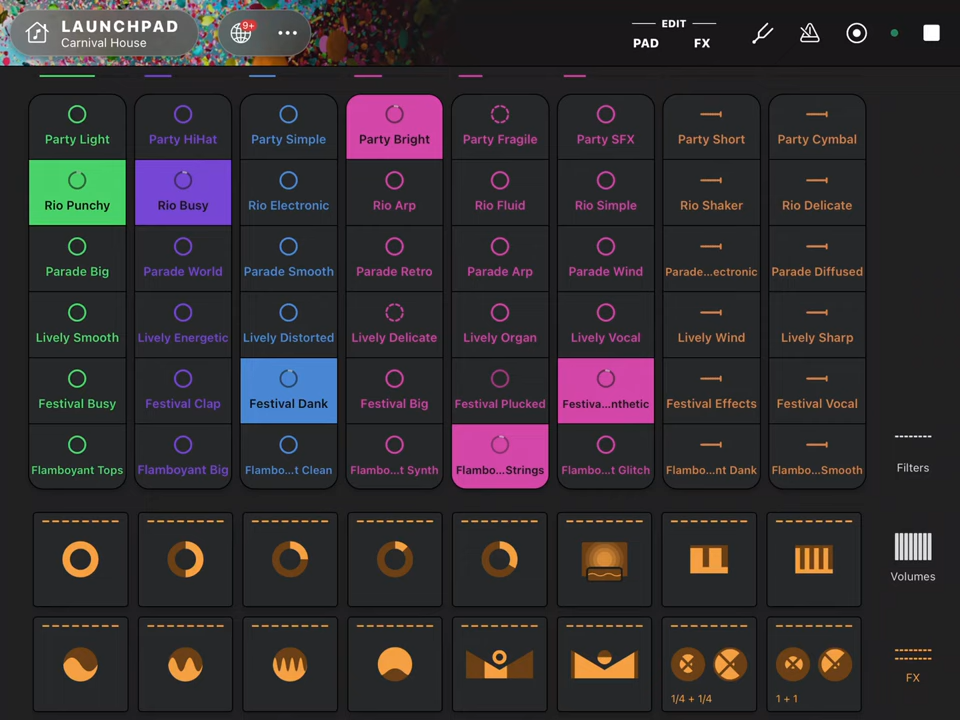 LAUNCHPAD
Carnival House
9+
EDIT
PAD FX
Party Light Party HiHat Party Simple Party Bright Party Fragile Party SFX Party Short Party Cymbal
Rio Punchy Rio Busy Rio Electronic Rio Arp Rio Fluid Rio Simple Rio Shaker Rio Delicate
Parade Big Parade World Parade Smooth Parade Retro Parade Arp Parade Wind Parade...ectronic Parade Diffused
Lively Smooth Lively Energetic Lively Distorted Lively Delicate Lively Organ Lively Vocal Lively Wind Lively Sharp
Festival Busy Festival Clap Festival Dank Festival Big Festival Plucked Festiva...nthetic Festival Effects Festival Vocal
Flamboyant Tops Flamboyant Big Flambo...t Clean Flambo...t Synth Flambo...Strings Flambo...t Glitch Flambo...nt Dank Flambo...Smooth
Filters
Volumes
FX
1/4 + 1/4 1 + 1